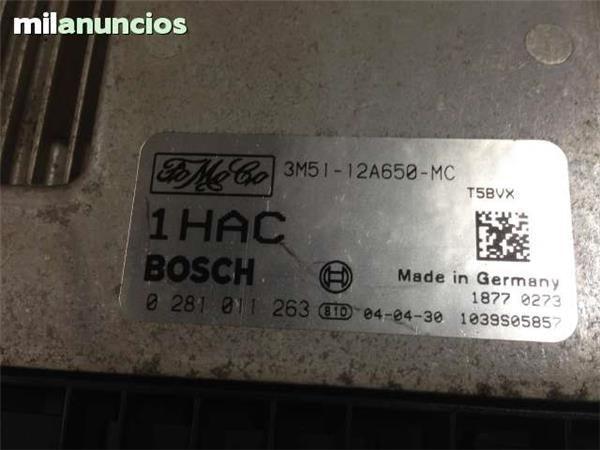 milanuncios
FoMoCo 3M51-12A650-MC
T5BVX
1HAC
BOSCH
Made in Germany
1877 0273
0 281 011 263 810 04-04-30 1039S05857